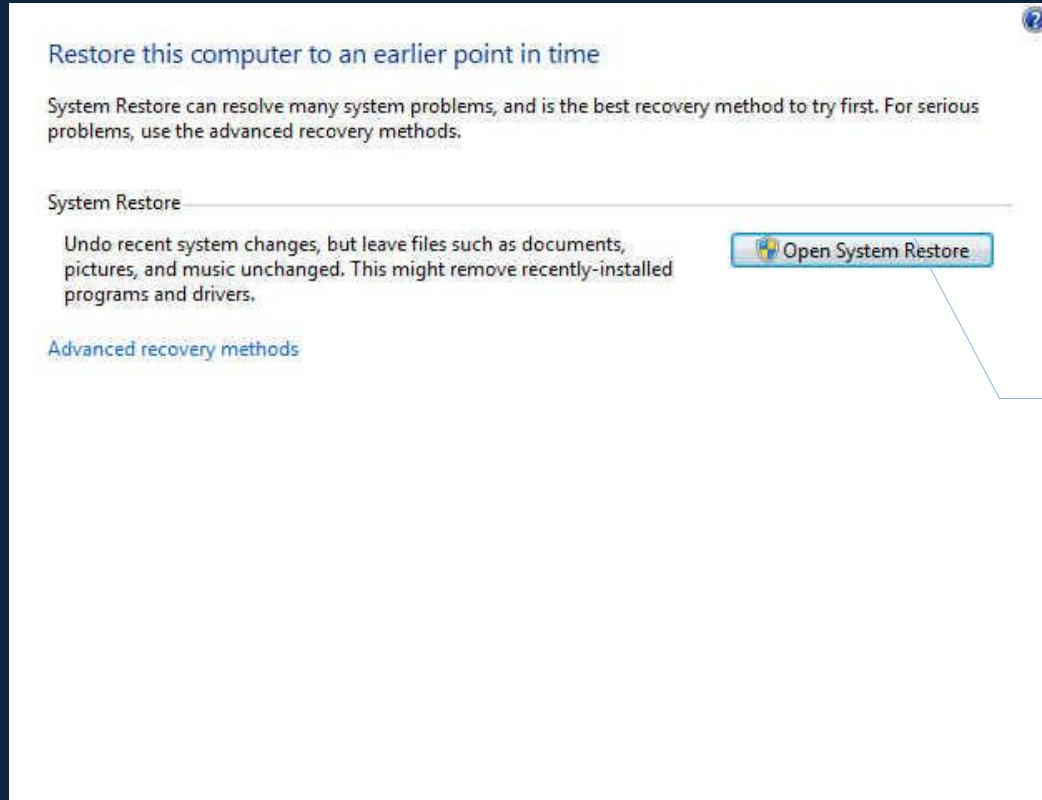 Restore this computer to an earlier point in time
System Restore can resolve many system problems, and is the best recovery method to try first. For serious
problems, use the advanced recovery methods.
System Restore
Undo recent system changes, but leave files such as documents,
pictures, and music unchanged. This might remove recently-installed
programs and drivers.
Open System Restore
Advanced recovery methods